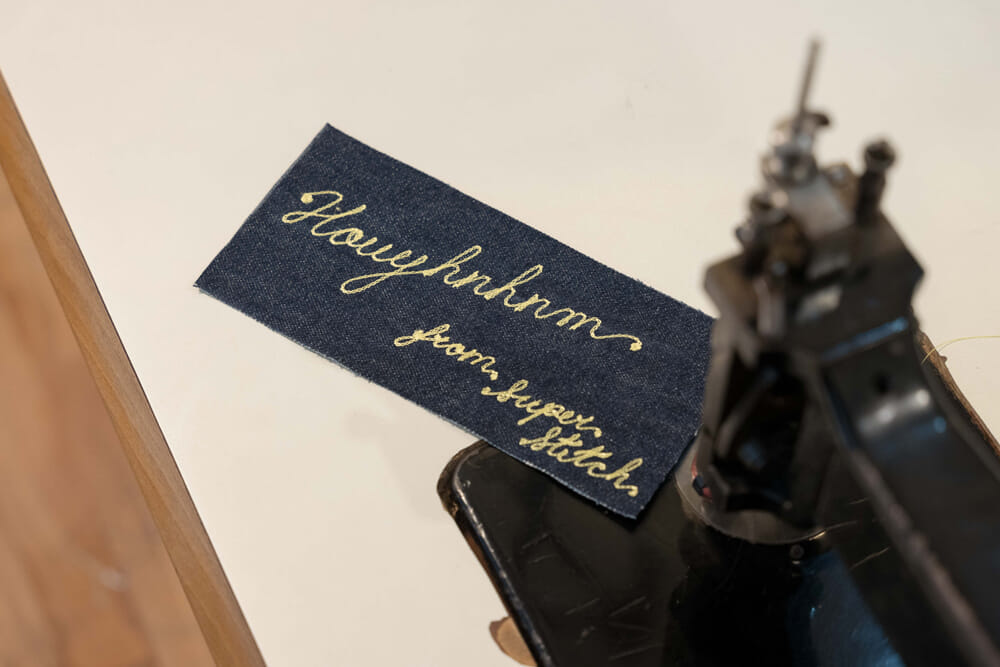 Houyhnhnm
from
Super
Stitch